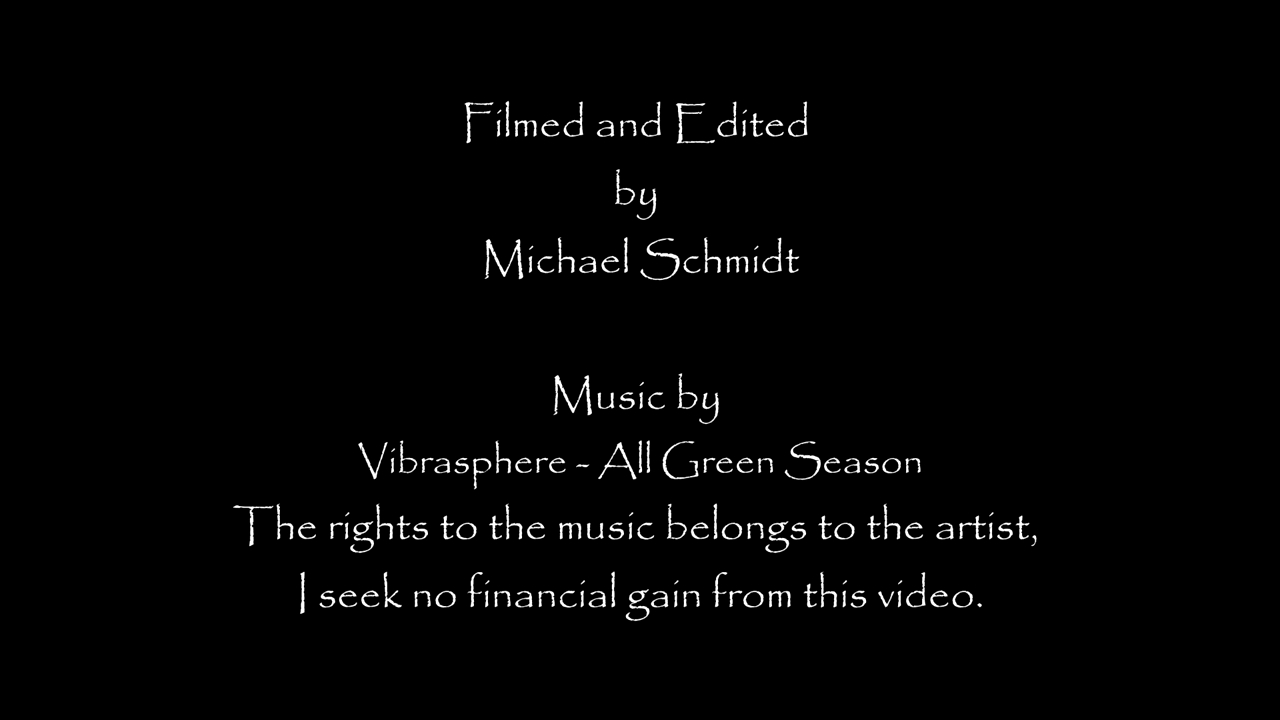 Filmed and Edited
by
Michael Schmidt
Music by
Vibrasphere - All Green Season
The rights to the music belongs to the artist,
I seek no financial gain from this video.